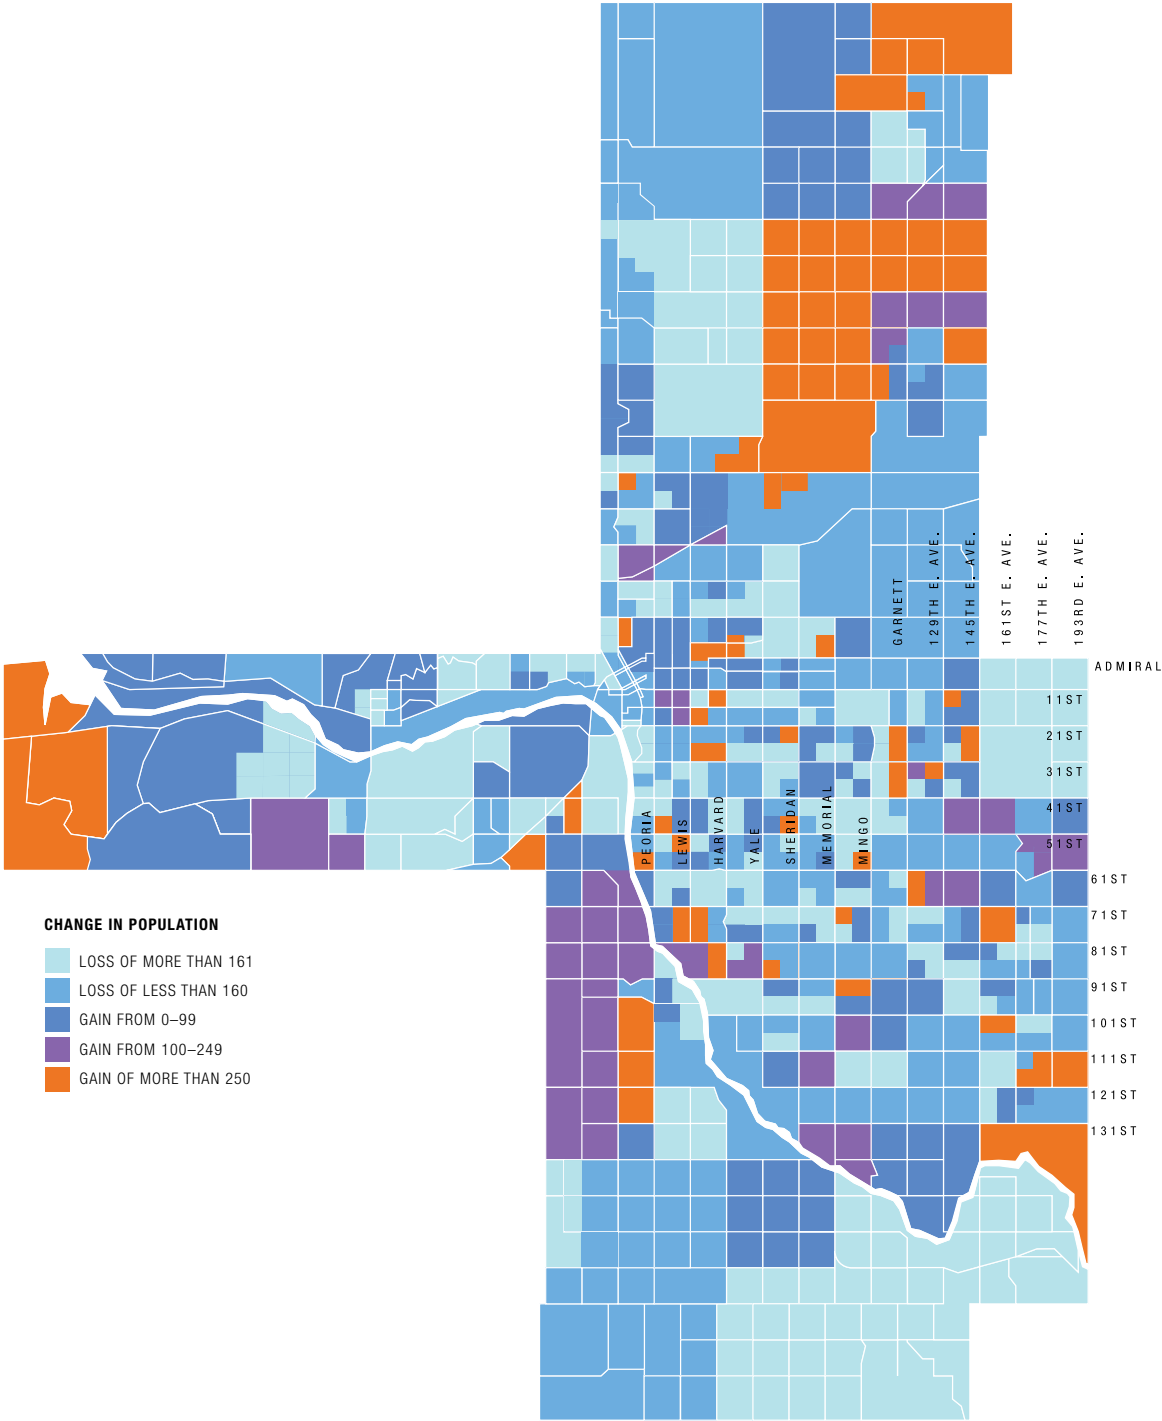 GARNETT
129TH E. AVE.
145TH E. AVE.
161ST E. AVE.
177TH E. AVE.
193RD E. AVE.
ADMIRAL
11ST
21ST
31ST
41ST
51ST
PEORIA
LEWIS
HARVARD
YALE
SHERIDAN
MEMORIAL
MINGO
61ST
71ST
81ST
91ST
101ST
111ST
121ST
131ST
CHANGE IN POPULATION
LOSS OF MORE THAN 161
LOSS OF LESS THAN 160
GAIN FROM 0–99
GAIN FROM 100–249
GAIN OF MORE THAN 250